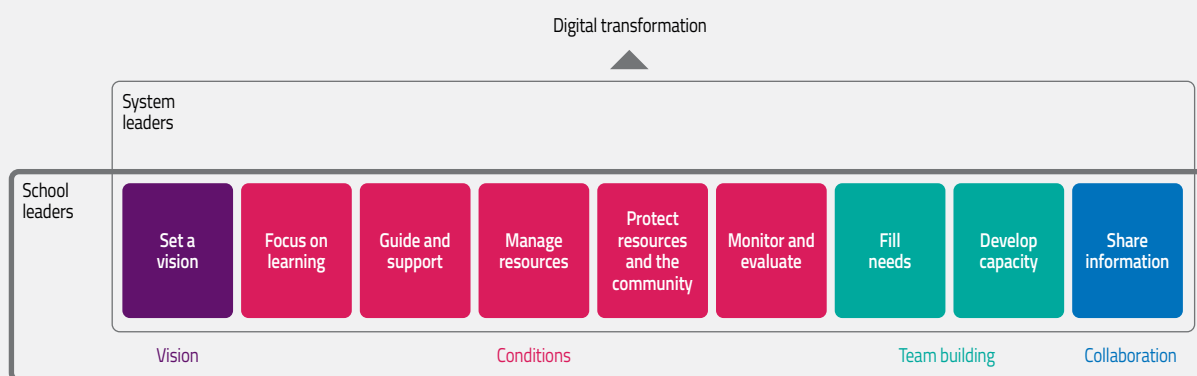 Digital transformation
System
leaders
School
leaders
Set a
vision
Focus on
learning
Guide and
support
Manage
resources
Protect
resources
and the
community
Monitor and
evaluate
Fill
needs
Develop
capacity
Share
information
Vision
Conditions
Team building
Collaboration